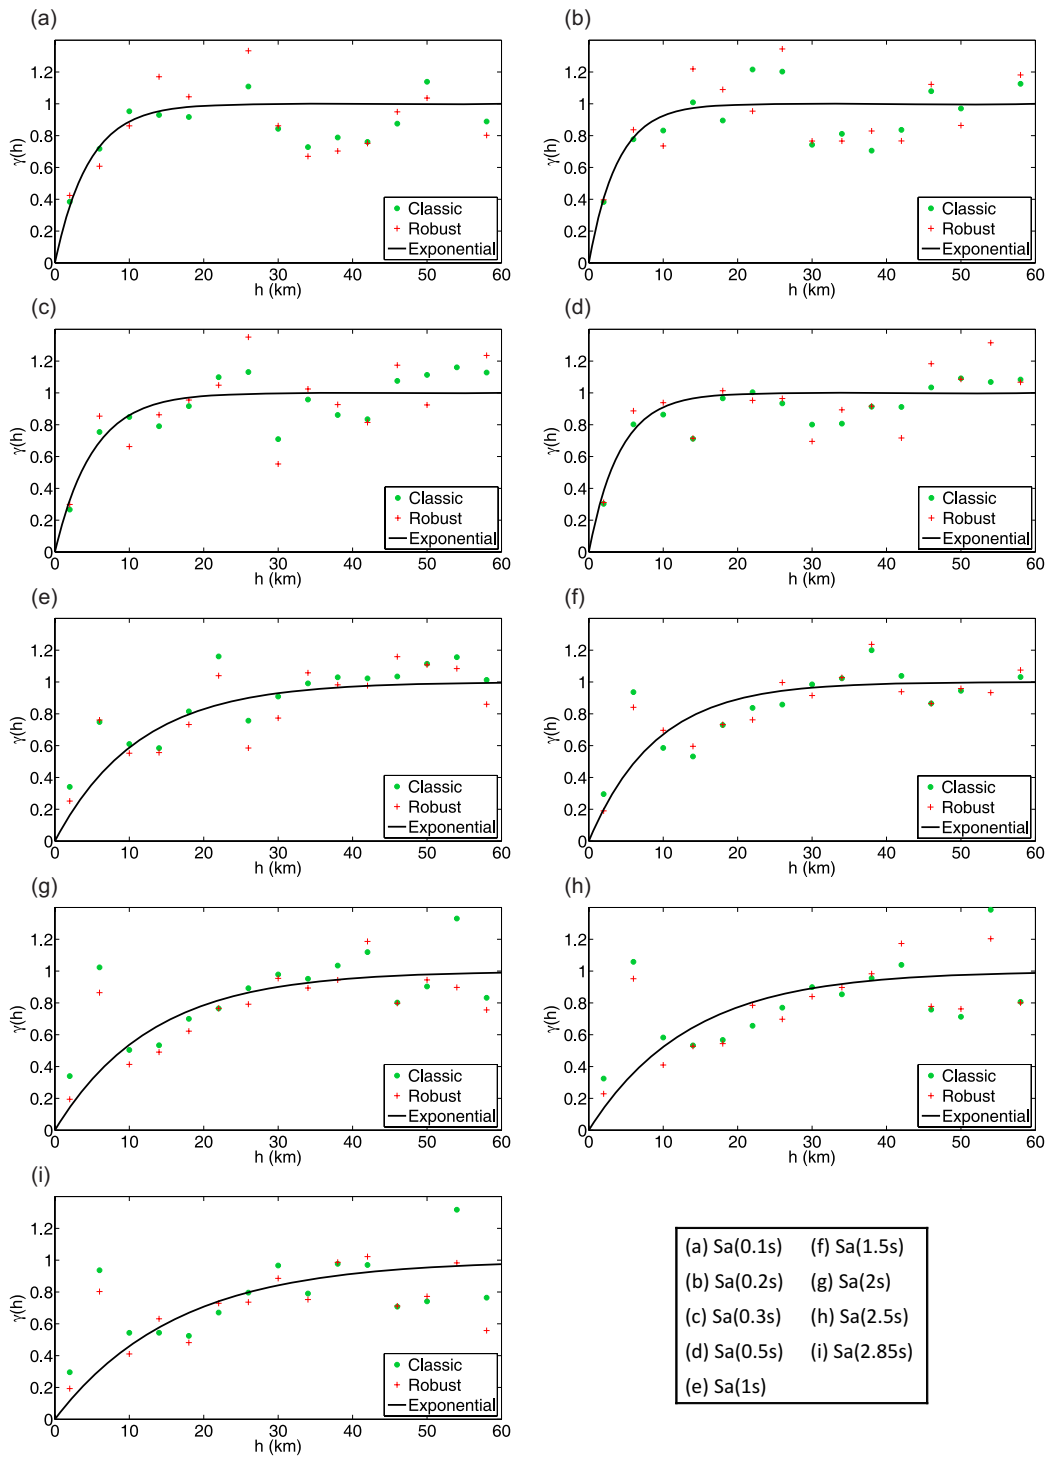 (a)
1.2
1
0.8
0.6
0.4
0.2
0
γ(h)
0 10 20 30 40 50 60
h (km)
Classic
Robust
Exponential
(b)
1.2
1
0.8
0.6
0.4
0.2
0
γ(h)
0 10 20 30 40 50 60
h (km)
Classic
Robust
Exponential
(c)
1.2
1
0.8
0.6
0.4
0.2
0
γ(h)
0 10 20 30 40 50 60
h (km)
Classic
Robust
Exponential
(d)
1.2
1
0.8
0.6
0.4
0.2
0
γ(h)
0 10 20 30 40 50 60
h (km)
Classic
Robust
Exponential
(e)
1.2
1
0.8
0.6
0.4
0.2
0
γ(h)
0 10 20 30 40 50 60
h (km)
Classic
Robust
Exponential
(f)
1.2
1
0.8
0.6
0.4
0.2
0
γ(h)
0 10 20 30 40 50 60
h (km)
Classic
Robust
Exponential
(g)
1.2
1
0.8
0.6
0.4
0.2
0
γ(h)
0 10 20 30 40 50 60
h (km)
Classic
Robust
Exponential
(h)
1.2
1
0.8
0.6
0.4
0.2
0
γ(h)
0 10 20 30 40 50 60
h (km)
Classic
Robust
Exponential
(i)
1.2
1
0.8
0.6
0.4
0.2
0
γ(h)
0 10 20 30 40 50 60
h (km)
Classic
Robust
Exponential
(a) Sa(0.1s) (f) Sa(1.5s)
(b) Sa(0.2s) (g) Sa(2s)
(c) Sa(0.3s) (h) Sa(2.5s)
(d) Sa(0.5s) (i) Sa(2.85s)
(e) Sa(1s)